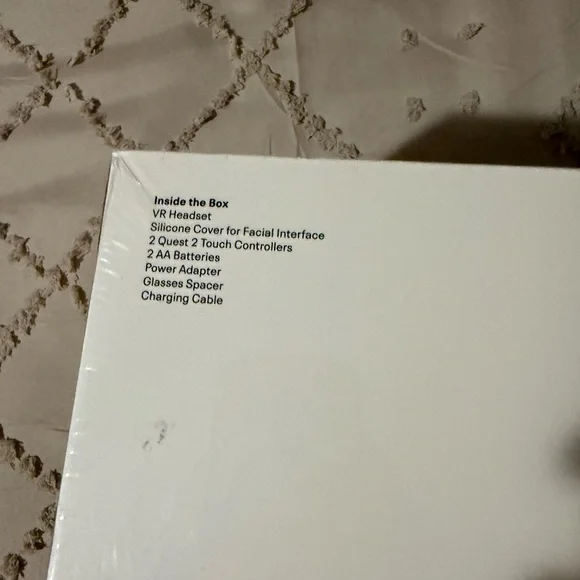 Inside the Box
VR Headset
Silicone Cover for Facial Interface
2 Quest 2 Touch Controllers
2 AA Batteries
Power Adapter
Glasses Spacer
Charging Cable